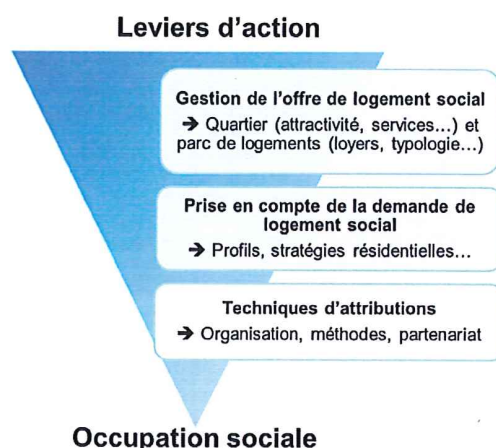 Leviers d'action
Gestion de l'offre de logement social
➔ Quartier (attractivité, services...) et
parc de logements (loyers, typologie...)
Prise en compte de la demande de
logement social
➔ Profils, stratégies résidentielles...
Techniques d'attributions
➔ Organisation, méthodes, partenariat
Occupation sociale